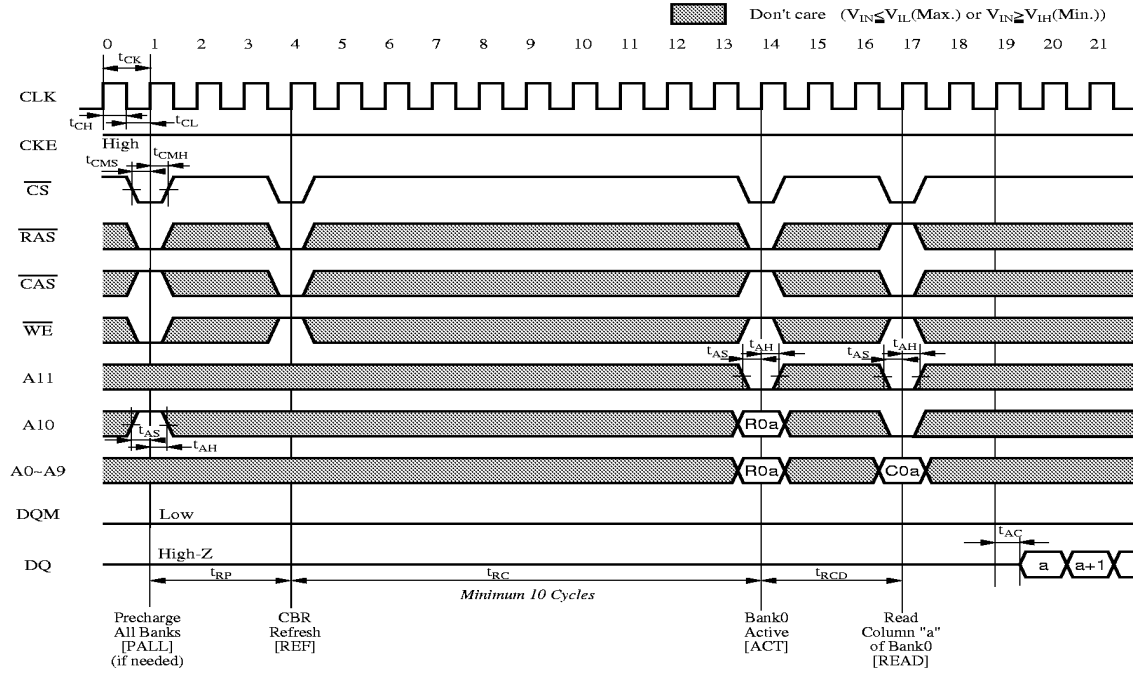 Don't care (VIN≦VIL(Max.) or VIN≧VIH(Min.))
0 1 2 3 4 5 6 7 8 9 10 11 12 13 14 15 16 17 18 19 20 21
tCK
CLK
tCH tCL
CKE High
tCMS tCMH
CS
RAS
CAS
WE
tAS tAH tAS tAH
A11
A10 R0a
tAS
tAH
A0~A9 R0a C0a
DQM Low
tAC
DQ High-Z a a+1
tRP tRC tRCD
Minimum 10 Cycles
Precharge
All Banks
[PALL]
(if needed)
CBR
Refresh
[REF]
Bank0
Active
[ACT]
Read
Column "a"
of Bank0
[READ]